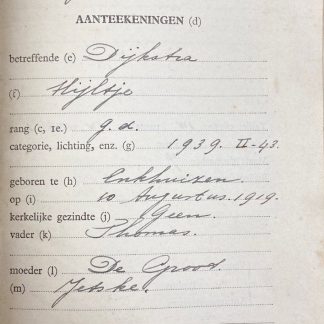 AANTEEKENINGEN (d)
betreffende (e) Dijkstra
(f) Hijltje
rang (c, 1e.) g.d.
categorie, lichting, enz. (g) 1939. II-43.
geboren te (h) Enkhuizen.
op (i) 10 Augustus. 1919.
kerkelijke gezindte (j) Geen.
vader (k) Thomas.
moeder (l) De Groot.
(m) Jetske.